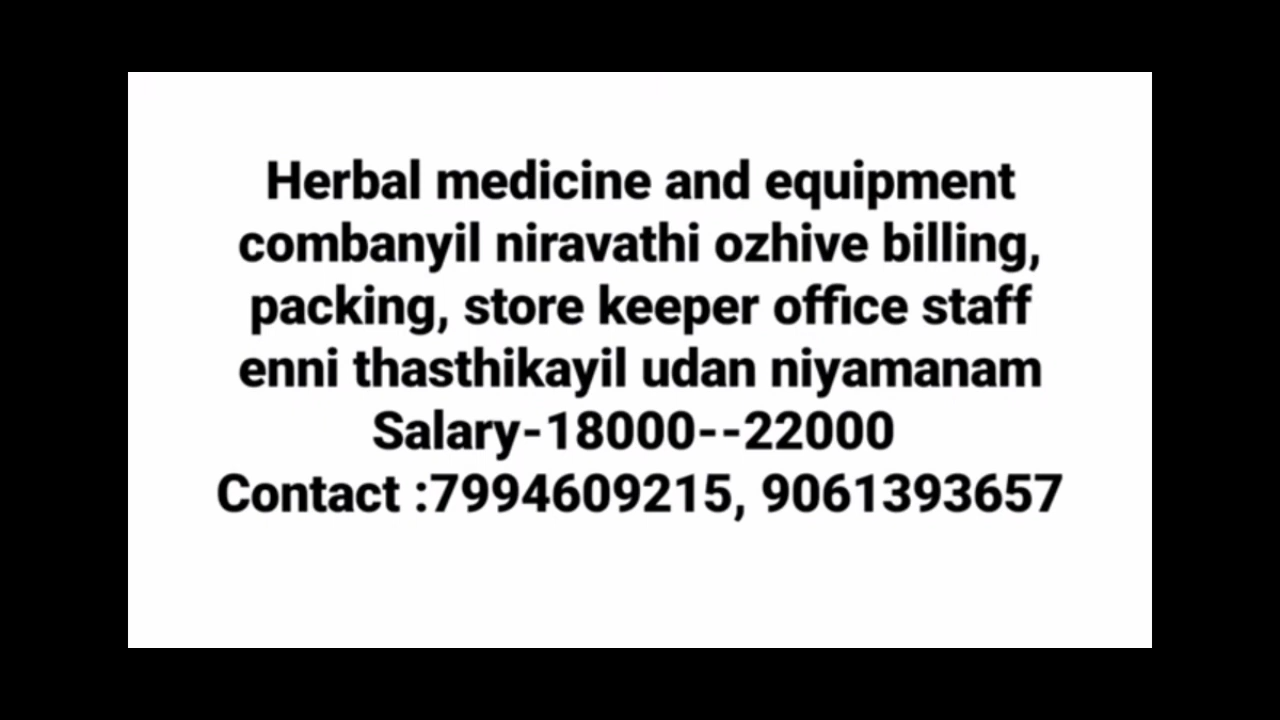 Herbal medicine and equipment
combanyil niravathi ozhive billing,
packing, store keeper office staff
enni thasthikayil udan niyamanam
Salary-18000--22000
Contact :7994609215, 9061393657